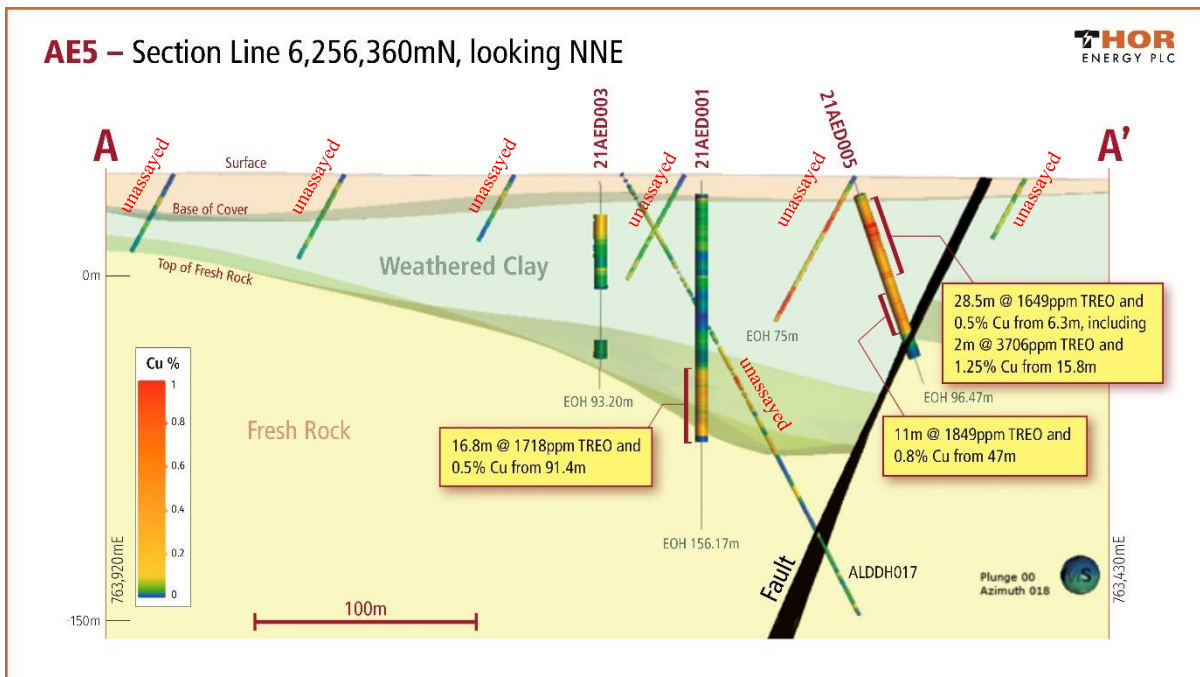 AE5 – Section Line 6,256,360mN, looking NNE
THOR
ENERGY PLC
A
A'
unassayed
unassayed
unassayed
21AED003
unassayed
21AED001
unassayed
21AED005
unassayed
Surface
Base of Cover
Top of Fresh Rock
0m
Weathered Clay
EOH 75m
28.5m @ 1649ppm TREO and
0.5% Cu from 6.3m, including
2m @ 3706ppm TREO and
1.25% Cu from 15.8m
Cu %
1
0.8
0.6
0.4
0.2
0
EOH 93.20m
unassayed
EOH 96.47m
Fresh Rock
16.8m @ 1718ppm TREO and
0.5% Cu from 91.4m
11m @ 1849ppm TREO and
0.8% Cu from 47m
EOH 156.17m
Fault
ALDDH017
Plunge 00
Azimuth 018
763,920mE
763,430mE
100m
-150m